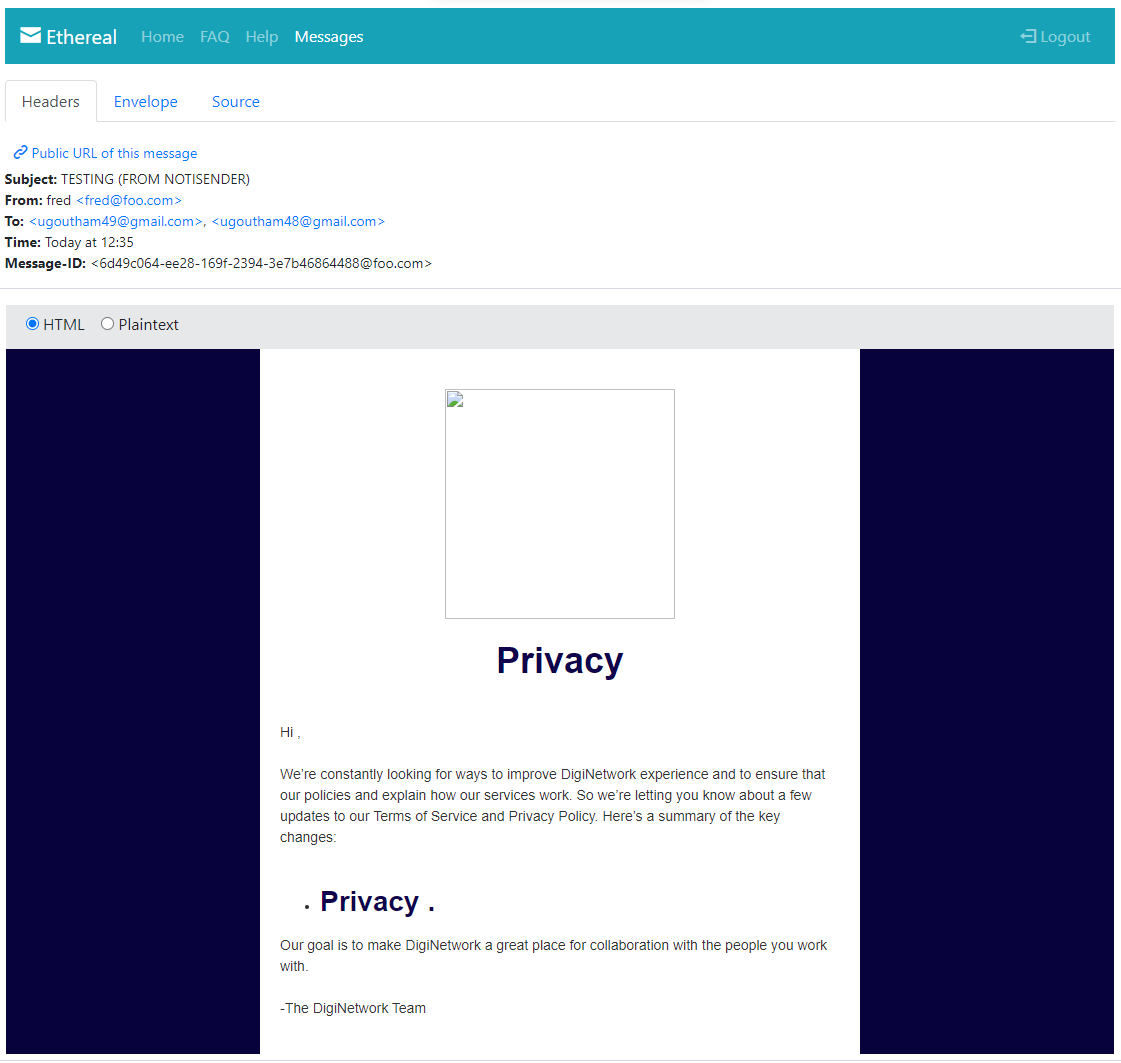 Ethereal Home FAQ Help Messages Logout
Headers Envelope Source
Public URL of this message
Subject: TESTING (FROM NOTISENDER)
From: fred <fred@foo.com>
To: <ugoutham49@gmail.com>, <ugoutham48@gmail.com>
Time: Today at 12:35
Message-ID: <6d49c064-ee28-169f-2394-3e7b46864488@foo.com>
HTML Plaintext
Privacy
Hi ,
We’re constantly looking for ways to improve DigiNetwork experience and to ensure that
our policies and explain how our services work. So we’re letting you know about a few
updates to our Terms of Service and Privacy Policy. Here’s a summary of the key
changes:
• Privacy .
Our goal is to make DigiNetwork a great place for collaboration with the people you work
with.
-The DigiNetwork Team